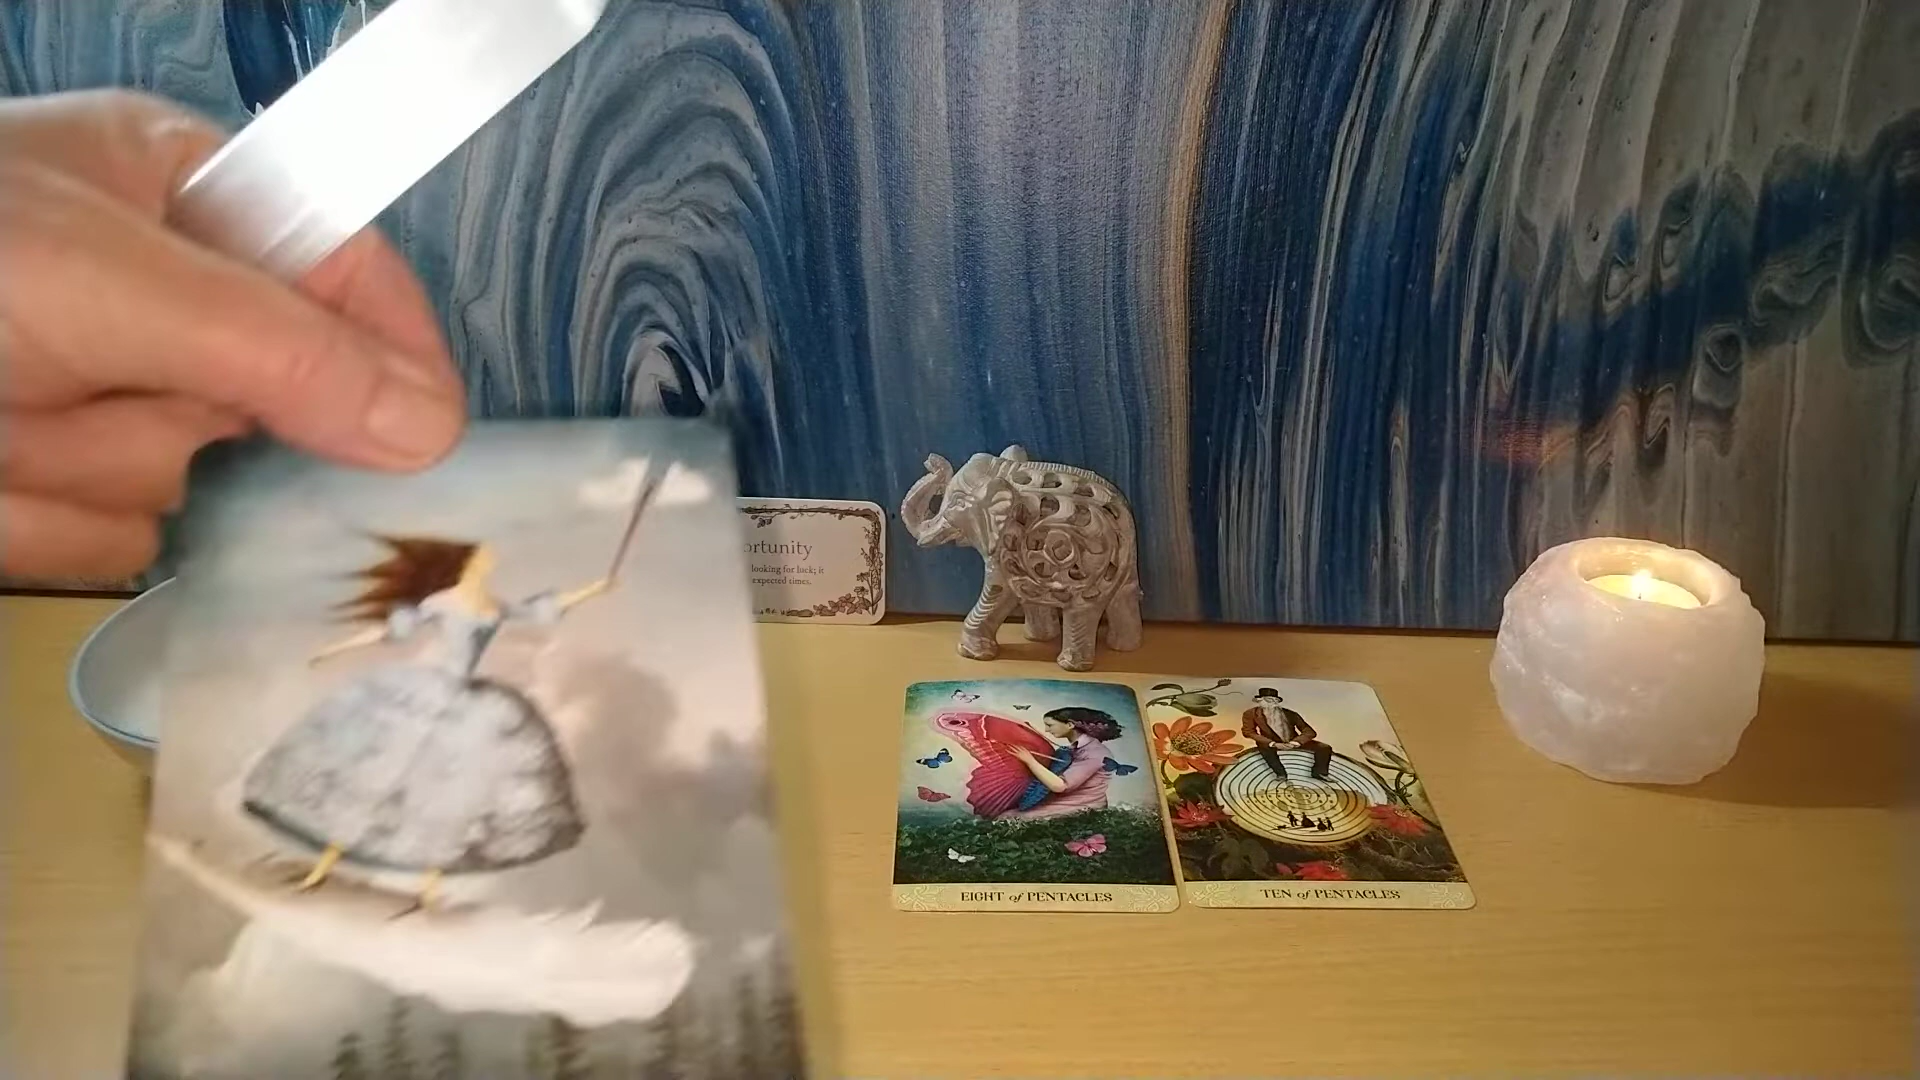 ortunity
looking for luck; it
expected times.
EIGHT of PENTACLES
TEN of PENTACLES